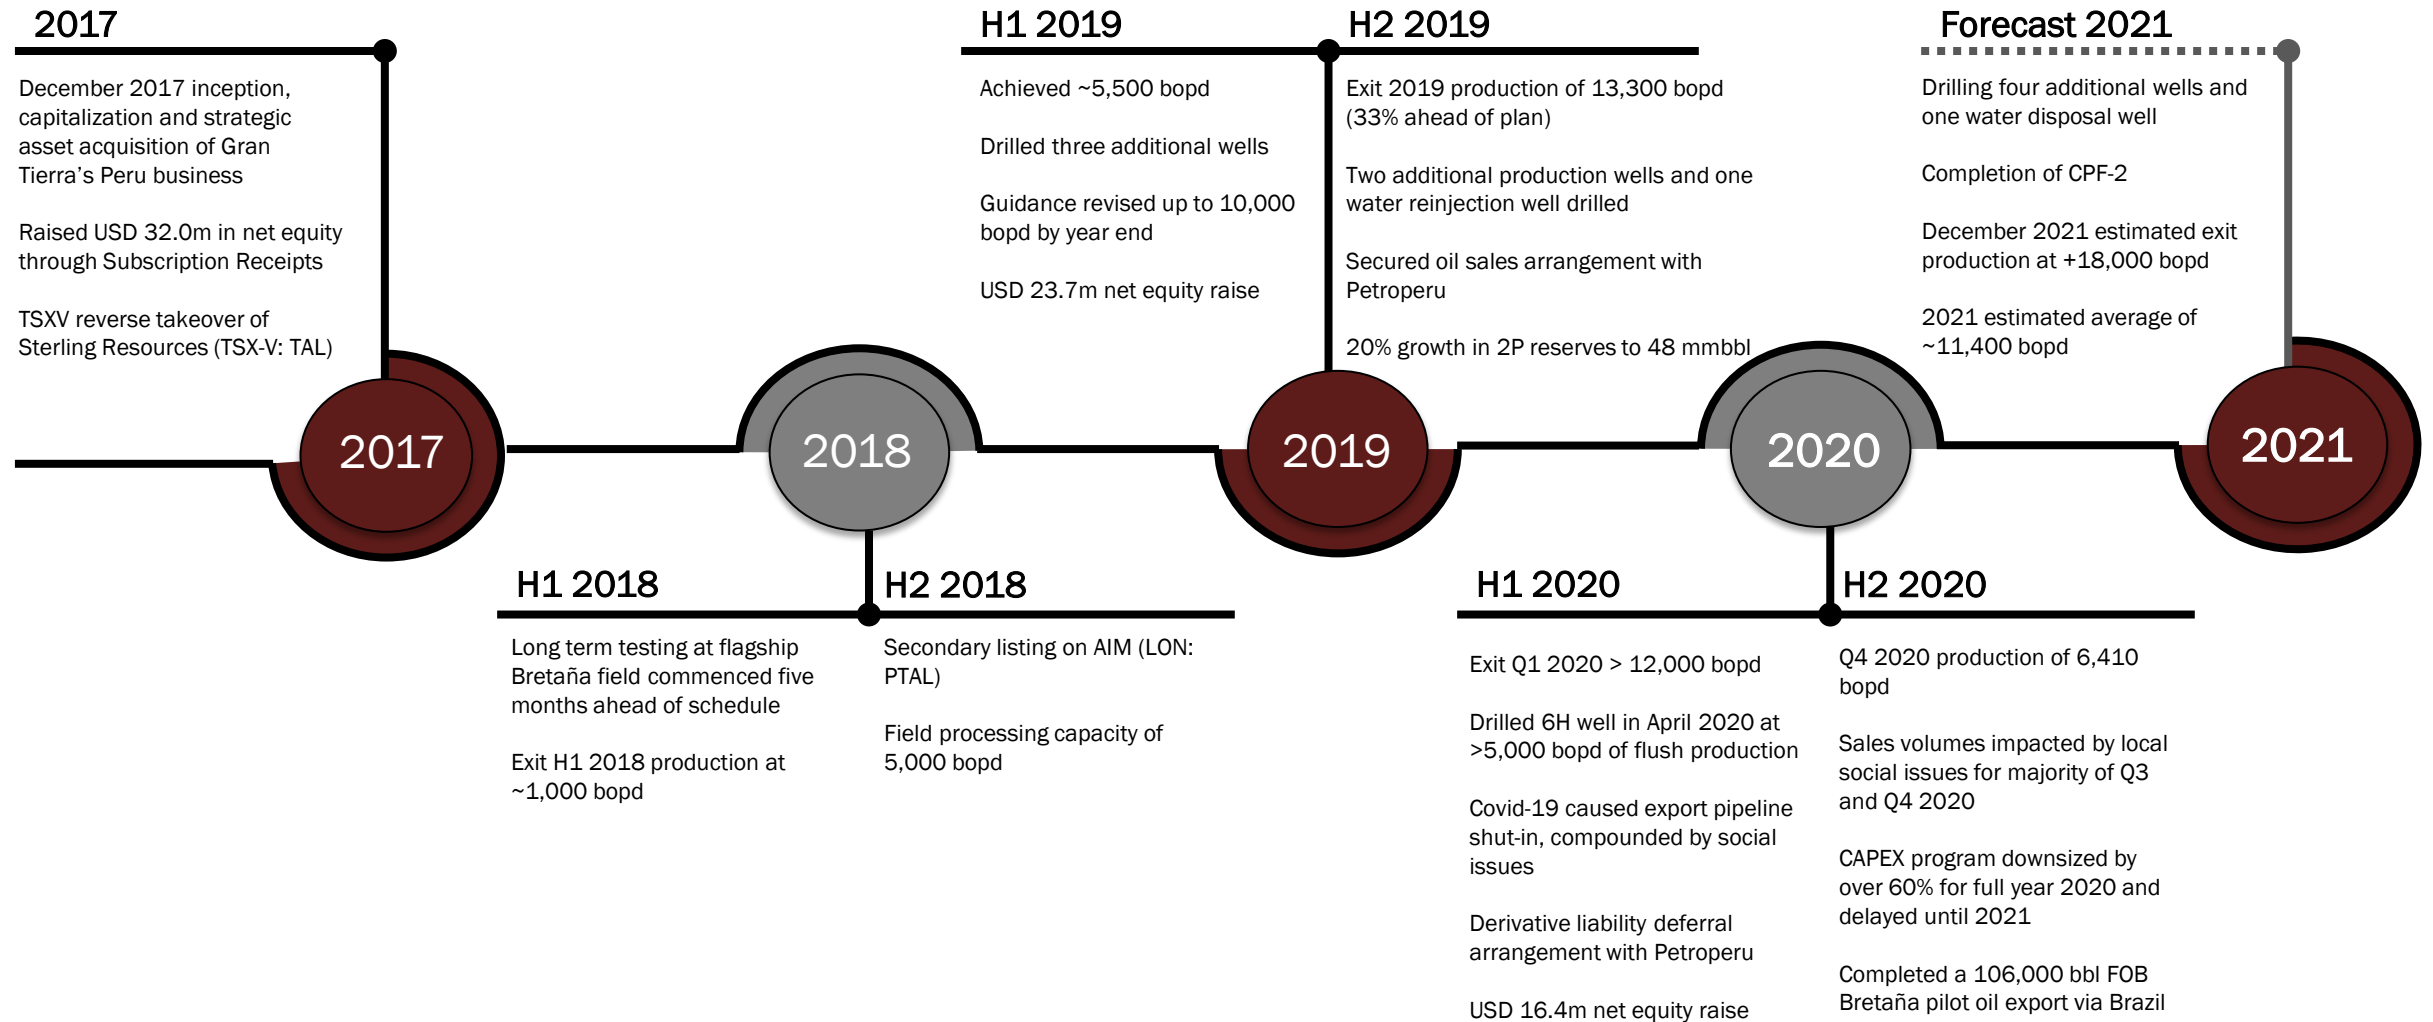 2017
December 2017 inception,
capitalization and strategic
asset acquisition of Gran
Tierra’s Peru business
Raised USD 32.0m in net equity
through Subscription Receipts
TSXV reverse takeover of
Sterling Resources (TSX-V: TAL)
H1 2019
Achieved ~5,500 bopd
Drilled three additional wells
Guidance revised up to 10,000
bopd by year end
USD 23.7m net equity raise
H2 2019
Exit 2019 production of 13,300 bopd
(33% ahead of plan)
Two additional production wells and one
water reinjection well drilled
Secured oil sales arrangement with
Petroperu
20% growth in 2P reserves to 48 mmbbl
Forecast 2021
Drilling four additional wells and
one water disposal well
Completion of CPF-2
December 2021 estimated exit
production at +18,000 bopd
2021 estimated average of
~11,400 bopd
2017
2018
2019
2020
2021
H1 2018
Long term testing at flagship
Bretaña field commenced five
months ahead of schedule
Exit H1 2018 production at
~1,000 bopd
H2 2018
Secondary listing on AIM (LON:
PTAL)
Field processing capacity of
5,000 bopd
H1 2020
Exit Q1 2020 > 12,000 bopd
Drilled 6H well in April 2020 at
>5,000 bopd of flush production
Covid-19 caused export pipeline
shut-in, compounded by social
issues
Derivative liability deferral
arrangement with Petroperu
USD 16.4m net equity raise
H2 2020
Q4 2020 production of 6,410
bopd
Sales volumes impacted by local
social issues for majority of Q3
and Q4 2020
CAPEX program downsized by
over 60% for full year 2020 and
delayed until 2021
Completed a 106,000 bbl FOB
Bretaña pilot oil export via Brazil